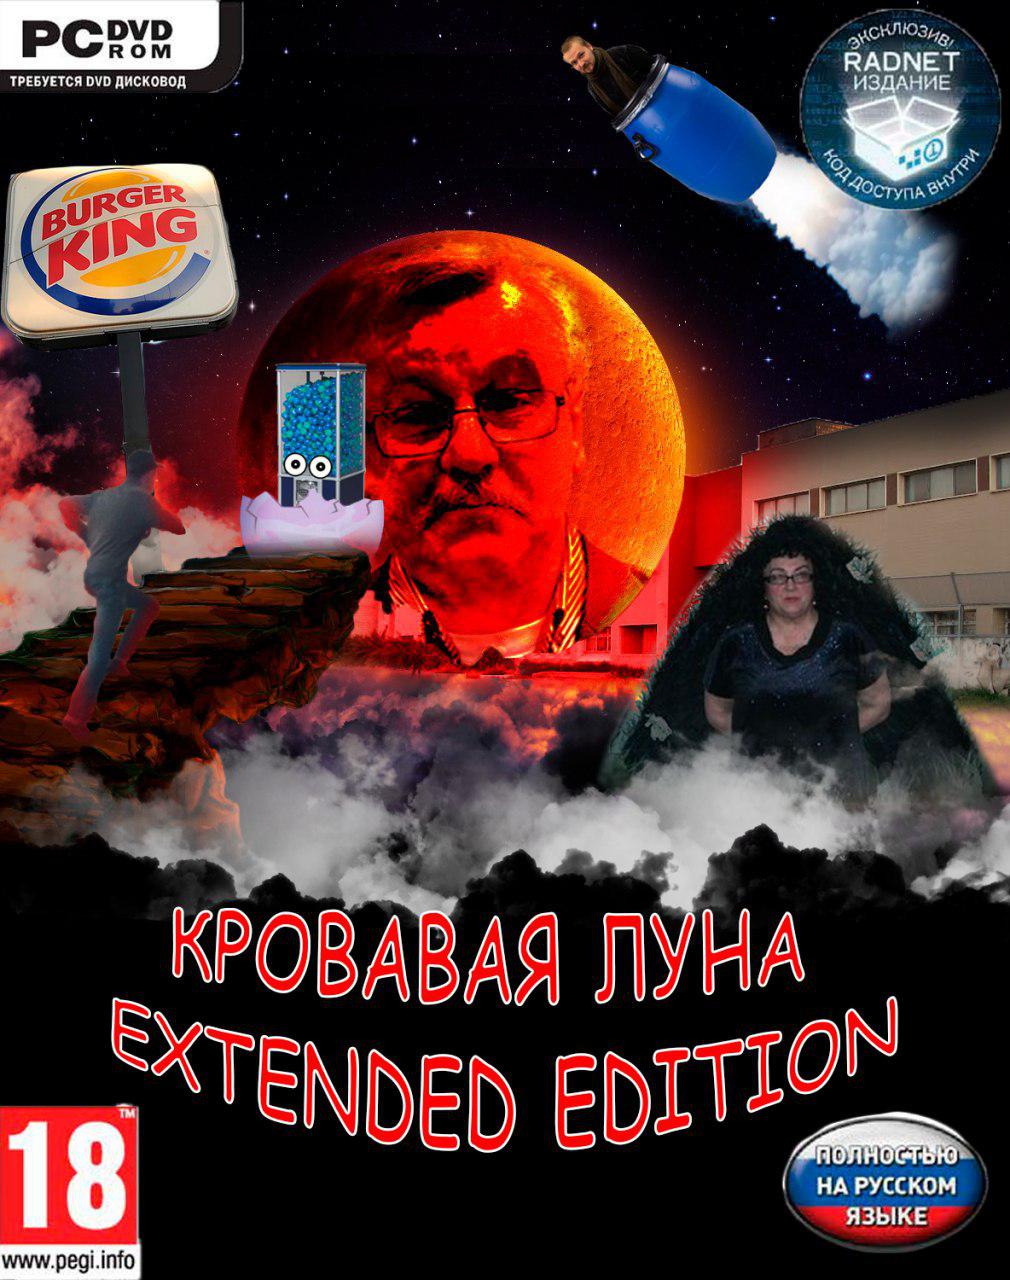 PC DVD
ROM
ТРЕБУЕТСЯ DVD ДИСКОВОД
ЭКСКЛЮЗИВ!
RADNET
ИЗДАНИЕ
КОД ДОСТУПА ВНУТРИ
BURGER
KING
®
КРОВАВАЯ ЛУНА
EXTENDED EDITION
TM
18
www.pegi.info
ПОЛНОСТЬЮ
НА РУССКОМ
ЯЗЫКЕ